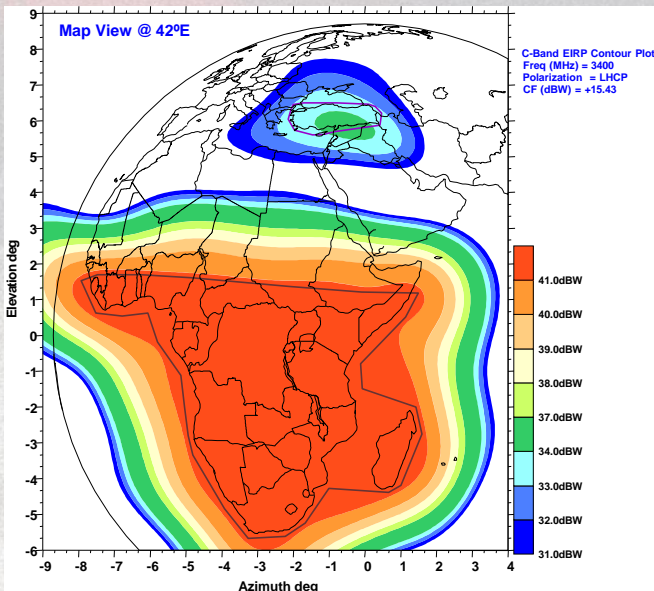 Map View @ 42ºE
C-Band EIRP Contour Plot
Freq (MHz) = 3400
Polarization = LHCP
CF (dBW) = +15.43
9
8
7
6
5
4
3
2
1
0
-1
-2
-3
-4
-5
-6
Elevation deg
-9 -8 -7 -6 -5 -4 -3 -2 -1 0 1 2 3 4
Azimuth deg
41.0dBW
40.0dBW
39.0dBW
38.0dBW
37.0dBW
34.0dBW
33.0dBW
32.0dBW
31.0dBW